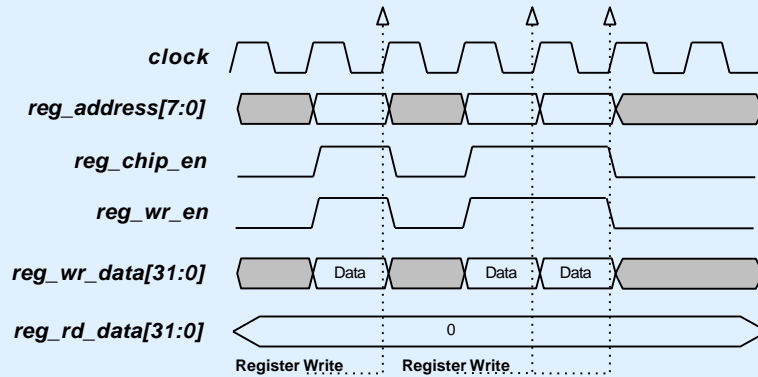 clock
reg_address[7:0]
reg_chip_en
reg_wr_en
reg_wr_data[31:0] Data Data Data
reg_rd_data[31:0] 0
Register Write Register Write